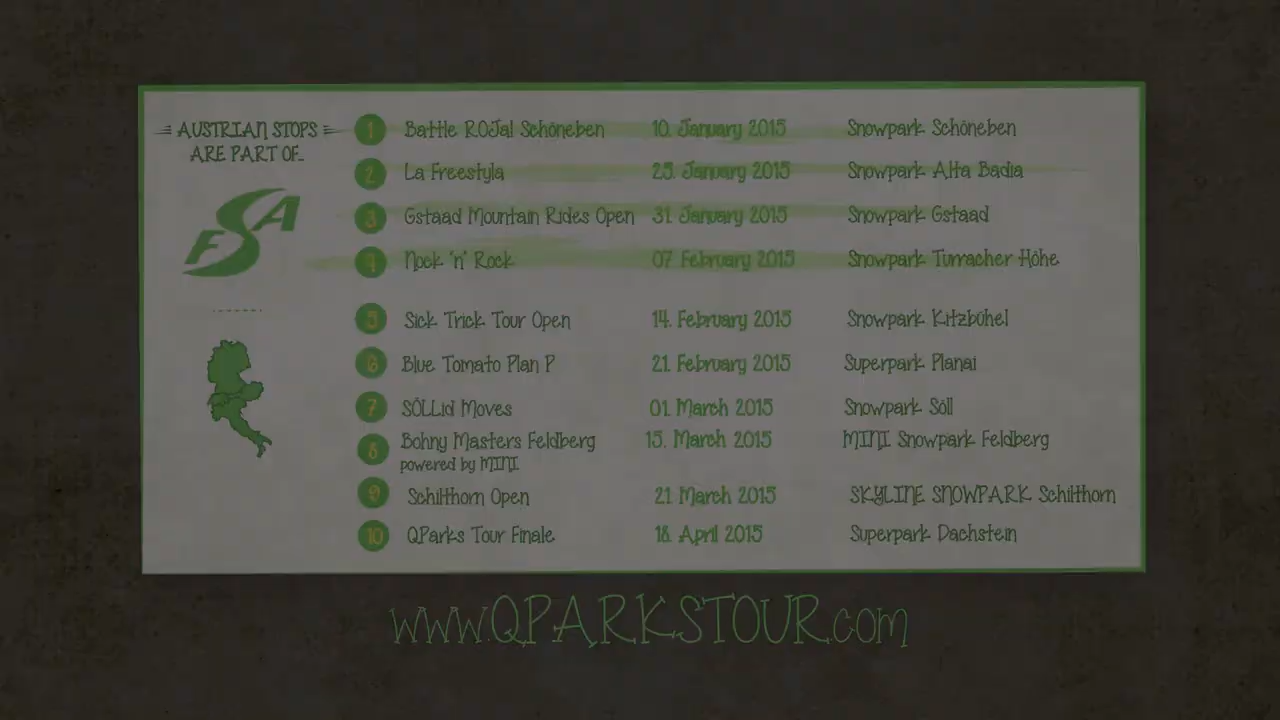 AUSTRIAN STOPS
ARE PART OF...
FSA
1 Battle ROJa! Schöneben 10. January 2015 Snowpark Schöneben
2 La Freestyla 25. January 2015 Snowpark Alta Badia
3 Gstaad Mountain Rides Open 31. January 2015 Snowpark Gstaad
4 Nock 'n' Rock 07. February 2015 Snowpark Turracher Höhe
5 Sick Trick Tour Open 14. February 2015 Snowpark Kitzbühel
6 Blue Tomato Plan P 21. February 2015 Superpark Planai
7 SÖLLid Moves 01. March 2015 Snowpark Söll
8 Bohny Masters Feldberg 15. March 2015 MINI Snowpark Feldberg
powered by MINI
9 Schilthorn Open 21. March 2015 SKYLINE SNOWPARK Schilthorn
10 QParks Tour Finale 18. April 2015 Superpark Dachstein
www.QPARKSTOUR.com